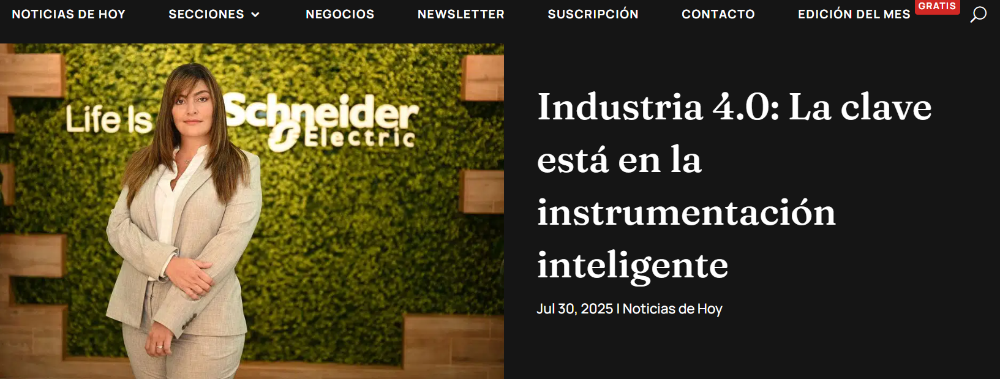 NOTICIAS DE HOY
SECCIONES
NEGOCIOS
NEWSLETTER
SUSCRIPCIÓN
CONTACTO
EDICIÓN DEL MES
GRATIS
Life Is
Schneider
Electric
Industria 4.0: La clave
está en la
instrumentación
inteligente
Jul 30, 2025 | Noticias de Hoy